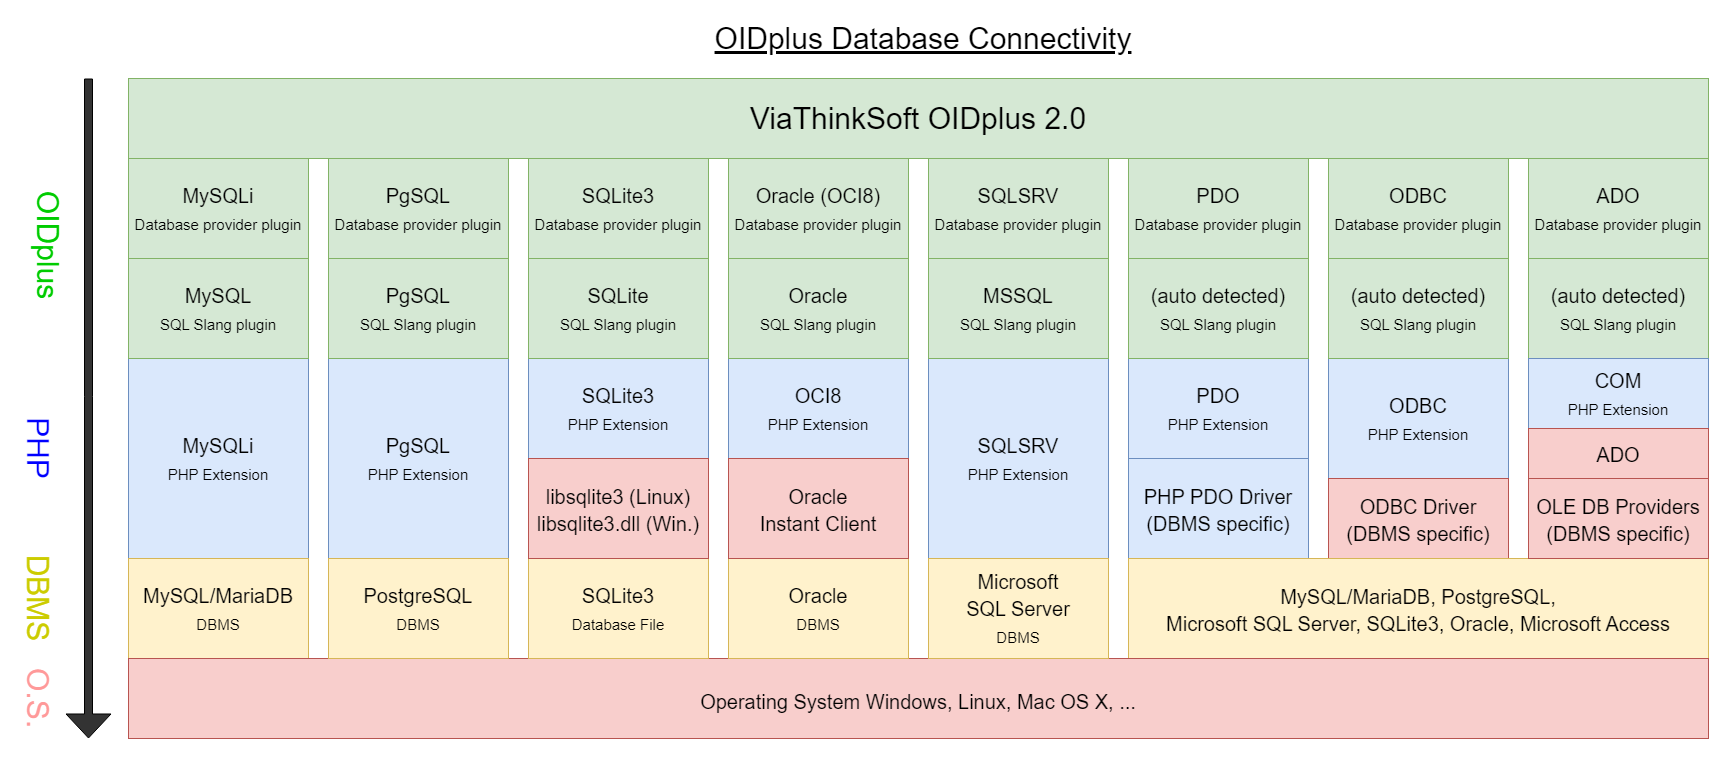 OIDplus Database Connectivity
ViaThinkSoft OIDplus 2.0
OIDplus
MySQLi
Database provider plugin
PgSQL
Database provider plugin
SQLite3
Database provider plugin
Oracle (OCI8)
Database provider plugin
SQLSRV
Database provider plugin
PDO
Database provider plugin
ODBC
Database provider plugin
ADO
Database provider plugin
MySQL
SQL Slang plugin
PgSQL
SQL Slang plugin
SQLite
SQL Slang plugin
Oracle
SQL Slang plugin
MSSQL
SQL Slang plugin
(auto detected)
SQL Slang plugin
(auto detected)
SQL Slang plugin
(auto detected)
SQL Slang plugin
PHP
MySQLi
PHP Extension
PgSQL
PHP Extension
SQLite3
PHP Extension
libsqlite3 (Linux)
libsqlite3.dll (Win.)
OCI8
PHP Extension
Oracle
Instant Client
SQLSRV
PHP Extension
PDO
PHP Extension
PHP PDO Driver
(DBMS specific)
ODBC
PHP Extension
ODBC Driver
(DBMS specific)
COM
PHP Extension
ADO
OLE DB Providers
(DBMS specific)
DBMS
MySQL/MariaDB
DBMS
PostgreSQL
DBMS
SQLite3
Database File
Oracle
DBMS
Microsoft
SQL Server
DBMS
MySQL/MariaDB, PostgreSQL,
Microsoft SQL Server, SQLite3, Oracle, Microsoft Access
O.S.
Operating System Windows, Linux, Mac OS X, ...